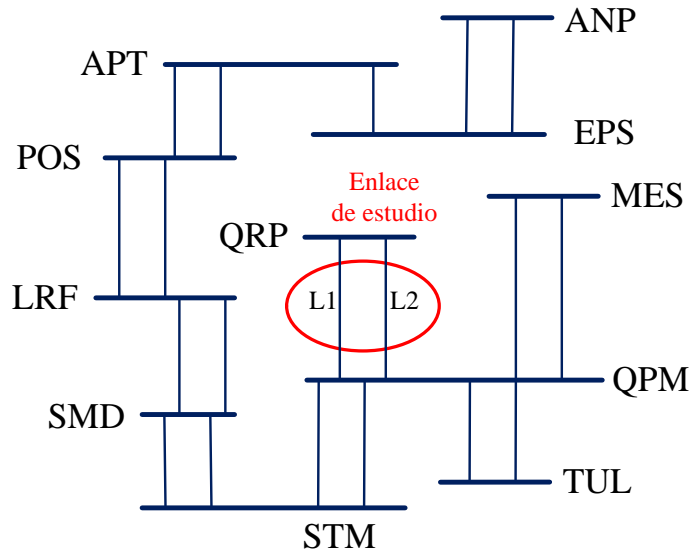 ANP
APT
EPS
POS
Enlace
de estudio
MES
QRP
LRF
L1
L2
QPM
SMD
TUL
STM